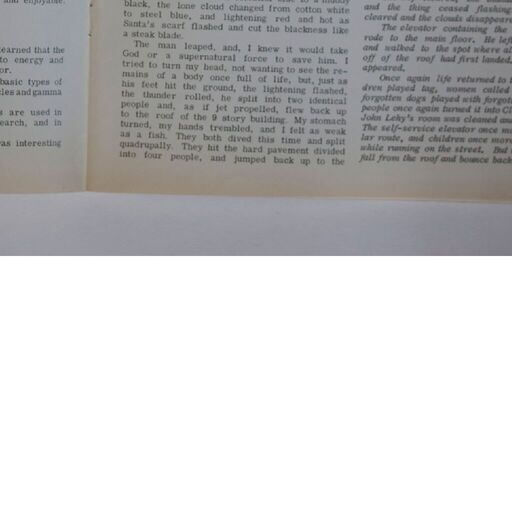 and enjoyable.
earned that the
to energy and
or.
basic types of
cles and gamma
s are used in
earch, and in
was interesting
black, the lone cloud changed from cotton white
to steel blue, and lightening red and hot as
Santa's scarf flashed and cut the blackness like
a steak blade.
The man leaped, and, I knew it would take
God or a supernatural force to save him. I
tried to turn my head, not wanting to see the re-
mains of a body once full of life, but, just as
his feet hit the ground, the lightening flashed,
the thunder rolled, he split into two identical
people and, as if jet propelled, flew back up
to the roof of the 9 story building. My stomach
turned, my hands trembled, and I felt as weak
as a fish. They both dived this time and split
quadrupally. They hit the hard pavement divided
into four people, and jumped back up to the
and the thing ceased flashing
cleared and the clouds disappeare
The elevator containing the
rode to the main floor. He left
and walked to the spot where al
off of the roof had first landed,
appeared.
Once again life returned to t
dren played tag, women called
forgotten dogs played with forgot
people once again turned it into Cl
John Lehy's room was cleaned and
The self-service elevator once mo
lar route, and children once more
while running on the street. But
fall from the roof and bounce back